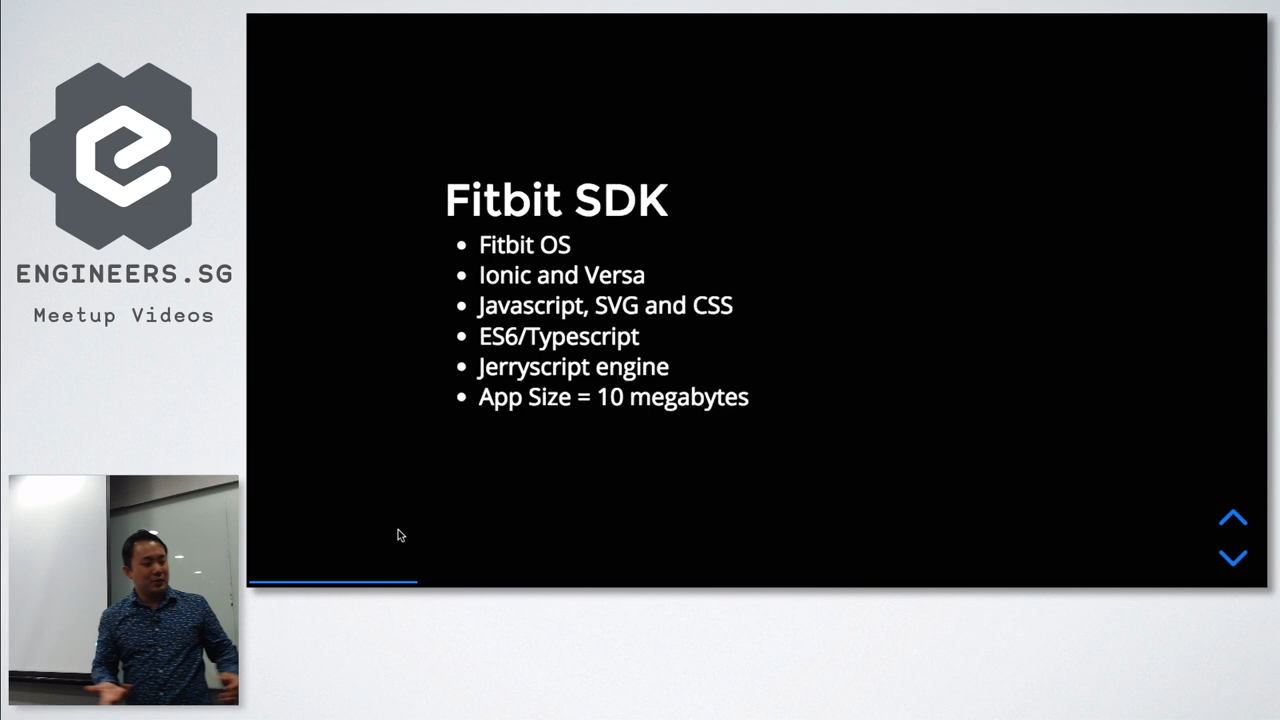 ENGINEERS.SG
Meetup Videos
Fitbit SDK
• Fitbit OS
• Ionic and Versa
• Javascript, SVG and CSS
• ES6/Typescript
• Jerryscript engine
• App Size = 10 megabytes